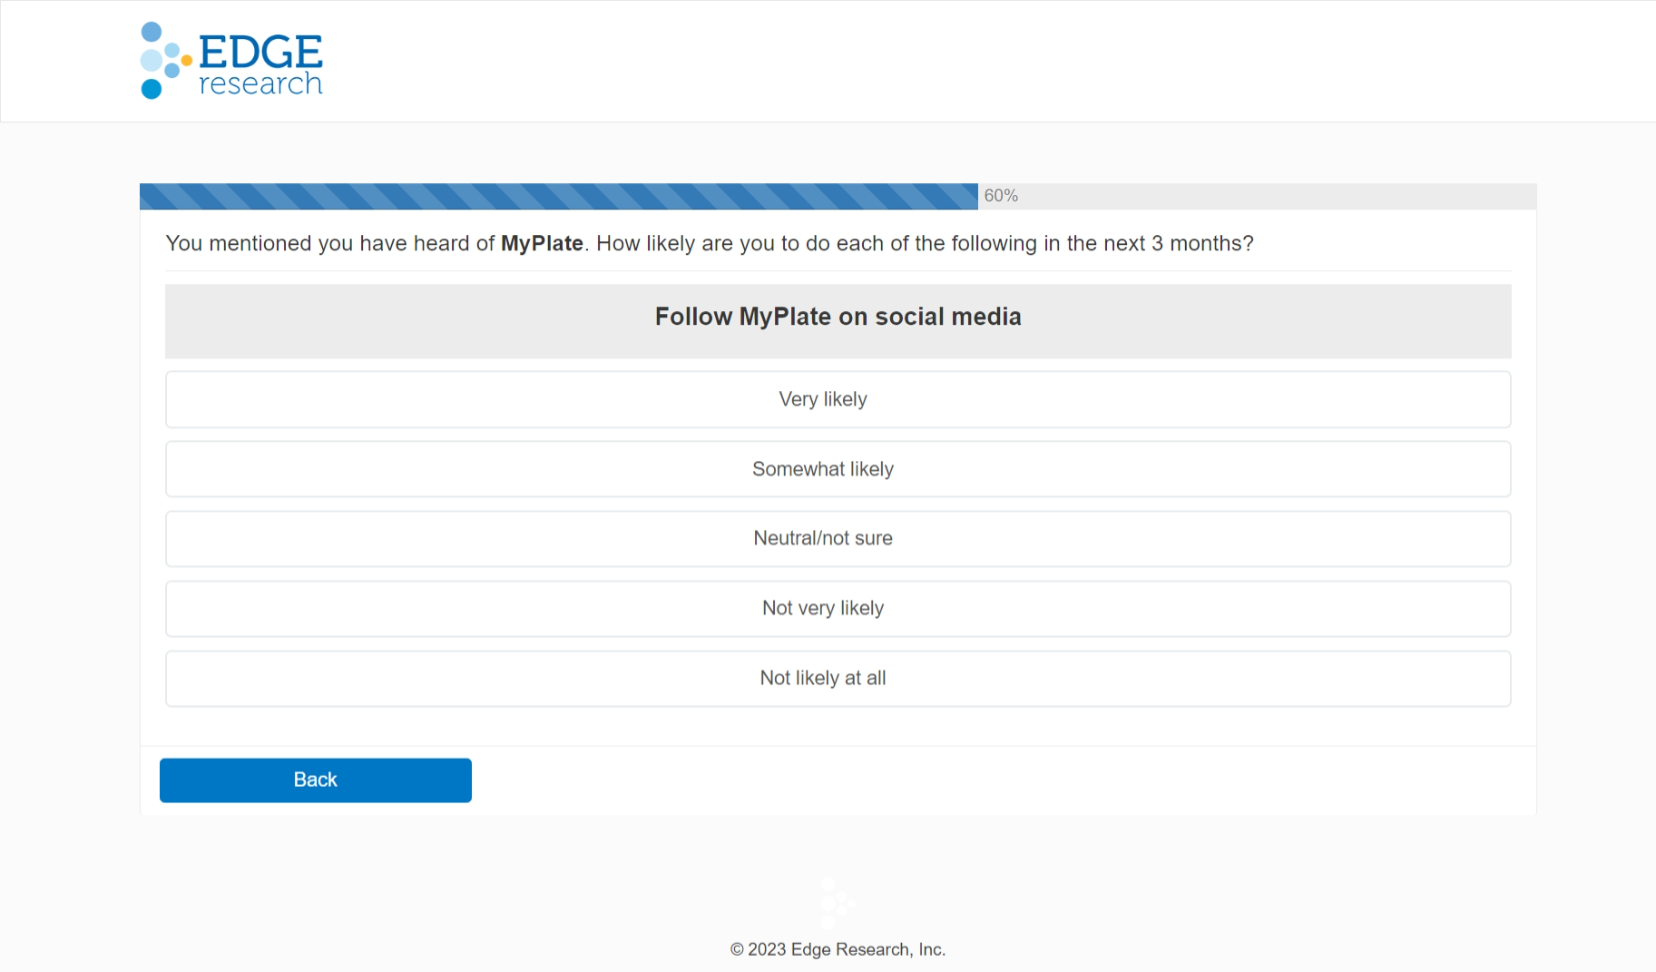 EDGE
research
60%
You mentioned you have heard of MyPlate. How likely are you to do each of the following in the next 3 months?
Follow MyPlate on social media
Very likely
Somewhat likely
Neutral/not sure
Not very likely
Not likely at all
Back
© 2023 Edge Research, Inc.